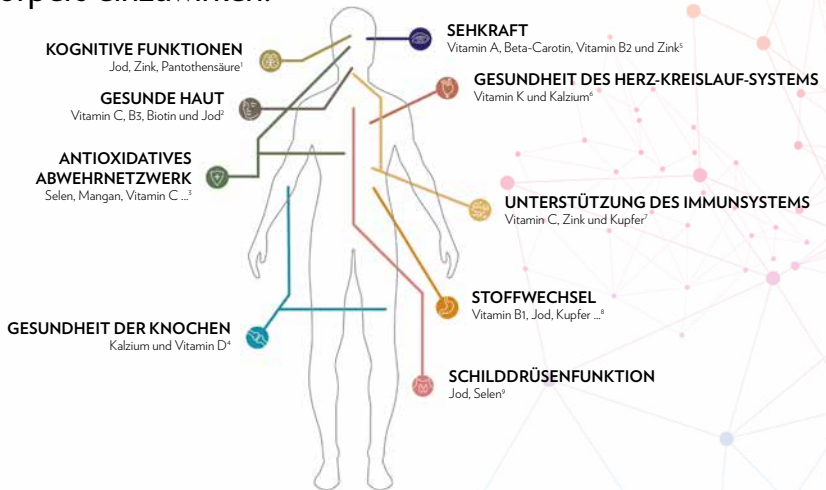 einzuwirken.
KOGNITIVE FUNKTIONEN
Jod, Zink, Pantothensäure¹
GESUNDE HAUT
Vitamin C, B3, Biotin und Jod²
ANTIOXIDATIVES
ABWEHRNETZWERK
Selen, Mangan, Vitamin C ...³
GESUNDHEIT DER KNOCHEN
Kalzium und Vitamin D⁴
SEHKRAFT
Vitamin A, Beta-Carotin, Vitamin B2 und Zink⁵
GESUNDHEIT DES HERZ-KREISLAUF-SYSTEMS
Vitamin K und Kalzium⁶
UNTERSTÜTZUNG DES IMMUNSYSTEMS
Vitamin C, Zink und Kupfer⁷
STOFFWECHSEL
Vitamin B1, Jod, Kupfer ...⁸
SCHILDDRÜSENFUNKTION
Jod, Selen⁹